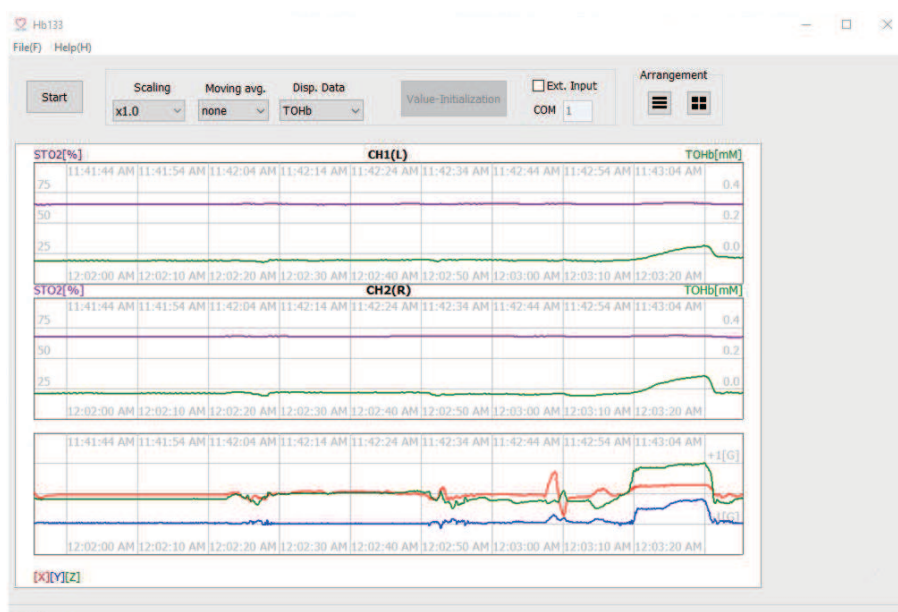 Hb133
File(F) Help(H)
Start
Scaling
Moving avg.
Disp. Data
x1.0
none
TOHb
Value-Initialization
Ext. Input
COM 1
Arrangement
STO2[%] CH1(L) TOHb[mM]
11:41:44 AM 11:41:54 AM 11:42:04 AM 11:42:14 AM 11:42:24 AM 11:42:34 AM 11:42:44 AM 11:42:54 AM 11:43:04 AM
75 0.4
50 0.2
25 0.0
12:02:00 AM 12:02:10 AM 12:02:20 AM 12:02:30 AM 12:02:40 AM 12:02:50 AM 12:03:00 AM 12:03:10 AM 12:03:20 AM
STO2[%] CH2(R) TOHb[mM]
11:41:44 AM 11:41:54 AM 11:42:04 AM 11:42:14 AM 11:42:24 AM 11:42:34 AM 11:42:44 AM 11:42:54 AM 11:43:04 AM
75 0.4
50 0.2
25 0.0
12:02:00 AM 12:02:10 AM 12:02:20 AM 12:02:30 AM 12:02:40 AM 12:02:50 AM 12:03:00 AM 12:03:10 AM 12:03:20 AM
11:41:44 AM 11:41:54 AM 11:42:04 AM 11:42:14 AM 11:42:24 AM 11:42:34 AM 11:42:44 AM 11:42:54 AM 11:43:04 AM
+1[G]
12:02:00 AM 12:02:10 AM 12:02:20 AM 12:02:30 AM 12:02:40 AM 12:02:50 AM 12:03:00 AM 12:03:10 AM 12:03:20 AM
[X][Y][Z]